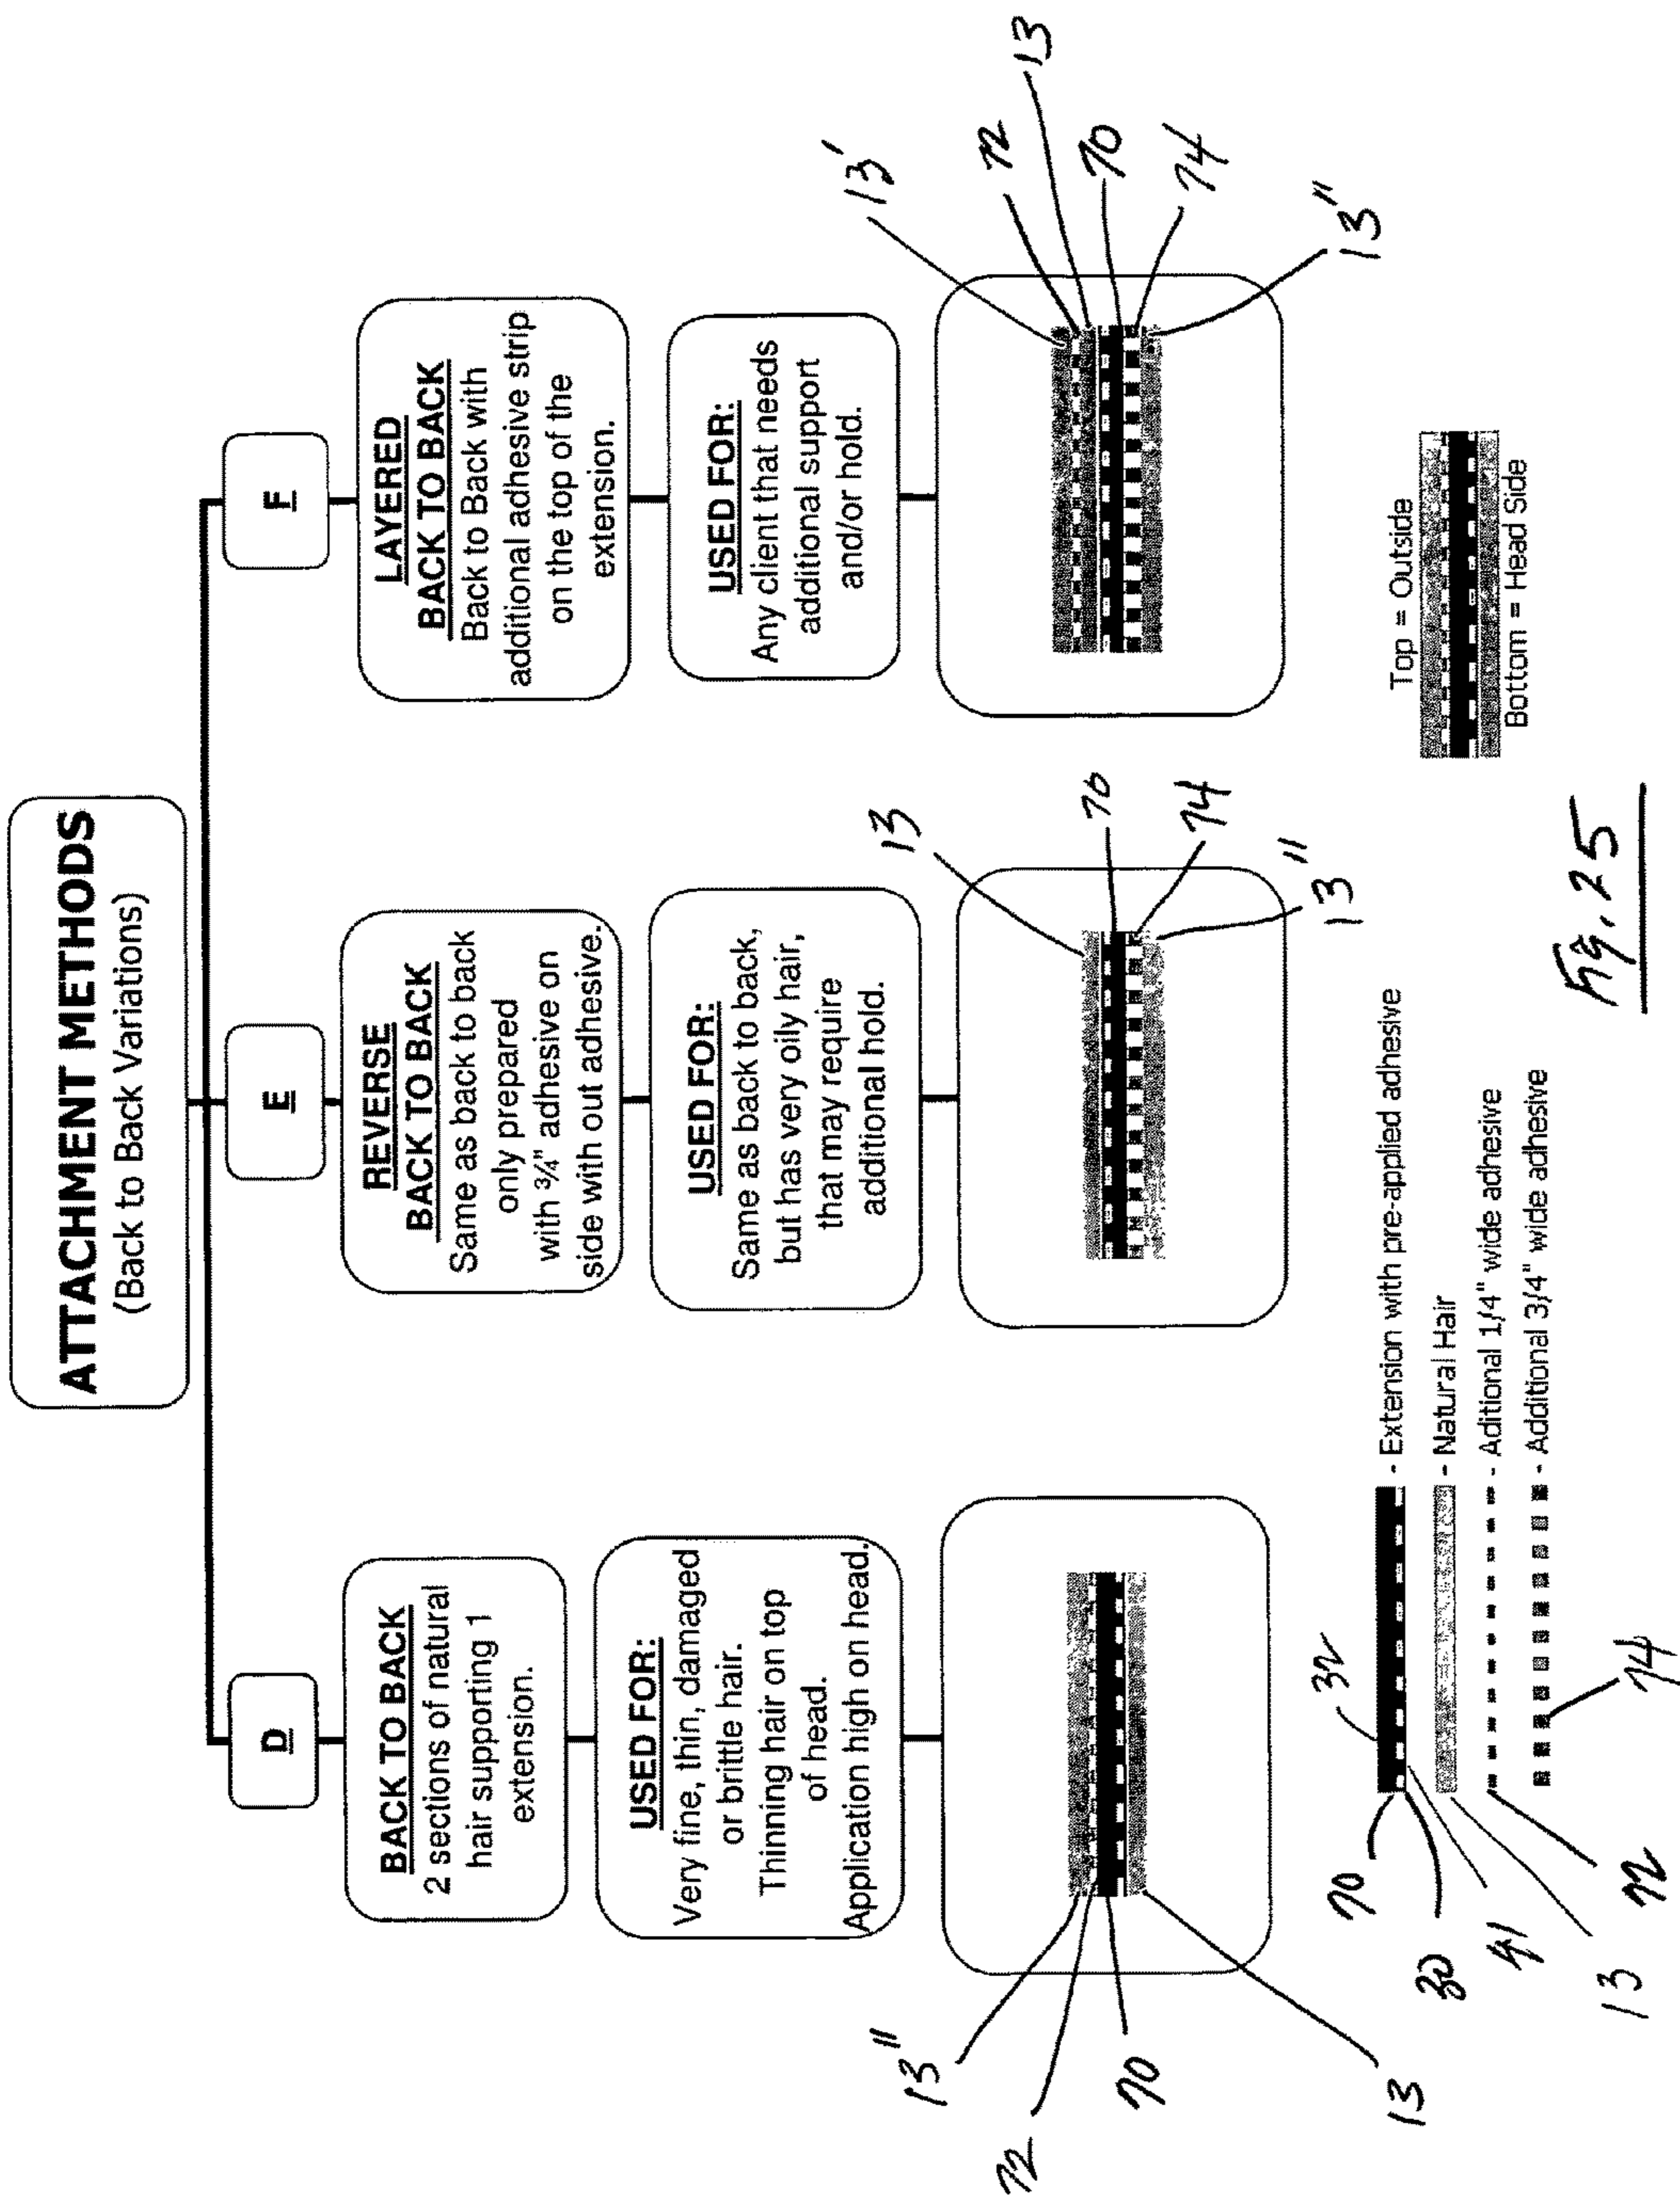 ATTACHMENT METHODS
(Back to Back Variations)
D
BACK TO BACK
2 sections of natural
hair supporting 1
extension.
USED FOR:
Very fine, thin, damaged
or brittle hair.
Thinning hair on top
of head.
Application high on head.
13"
72
70
13
E
REVERSE
BACK TO BACK
Same as back to back
only prepared
with ¾" adhesive on
side with out adhesive.
USED FOR:
Same as back to back,
but has very oily hair,
that may require
additional hold.
13
70
74
13"
F
LAYERED
BACK TO BACK
Back to Back with
additional adhesive strip
on the top of the
extension.
USED FOR:
Any client that needs
additional support
and/or hold.
13'
72
13
70
74
13"
70
32
30
41
- Extension with pre-applied adhesive
13
- Natural Hair
72
- Aditional 1/4" wide adhesive
74
- Additional 3/4" wide adhesive
Top = Outside
Bottom = Head Side
Fig. 25